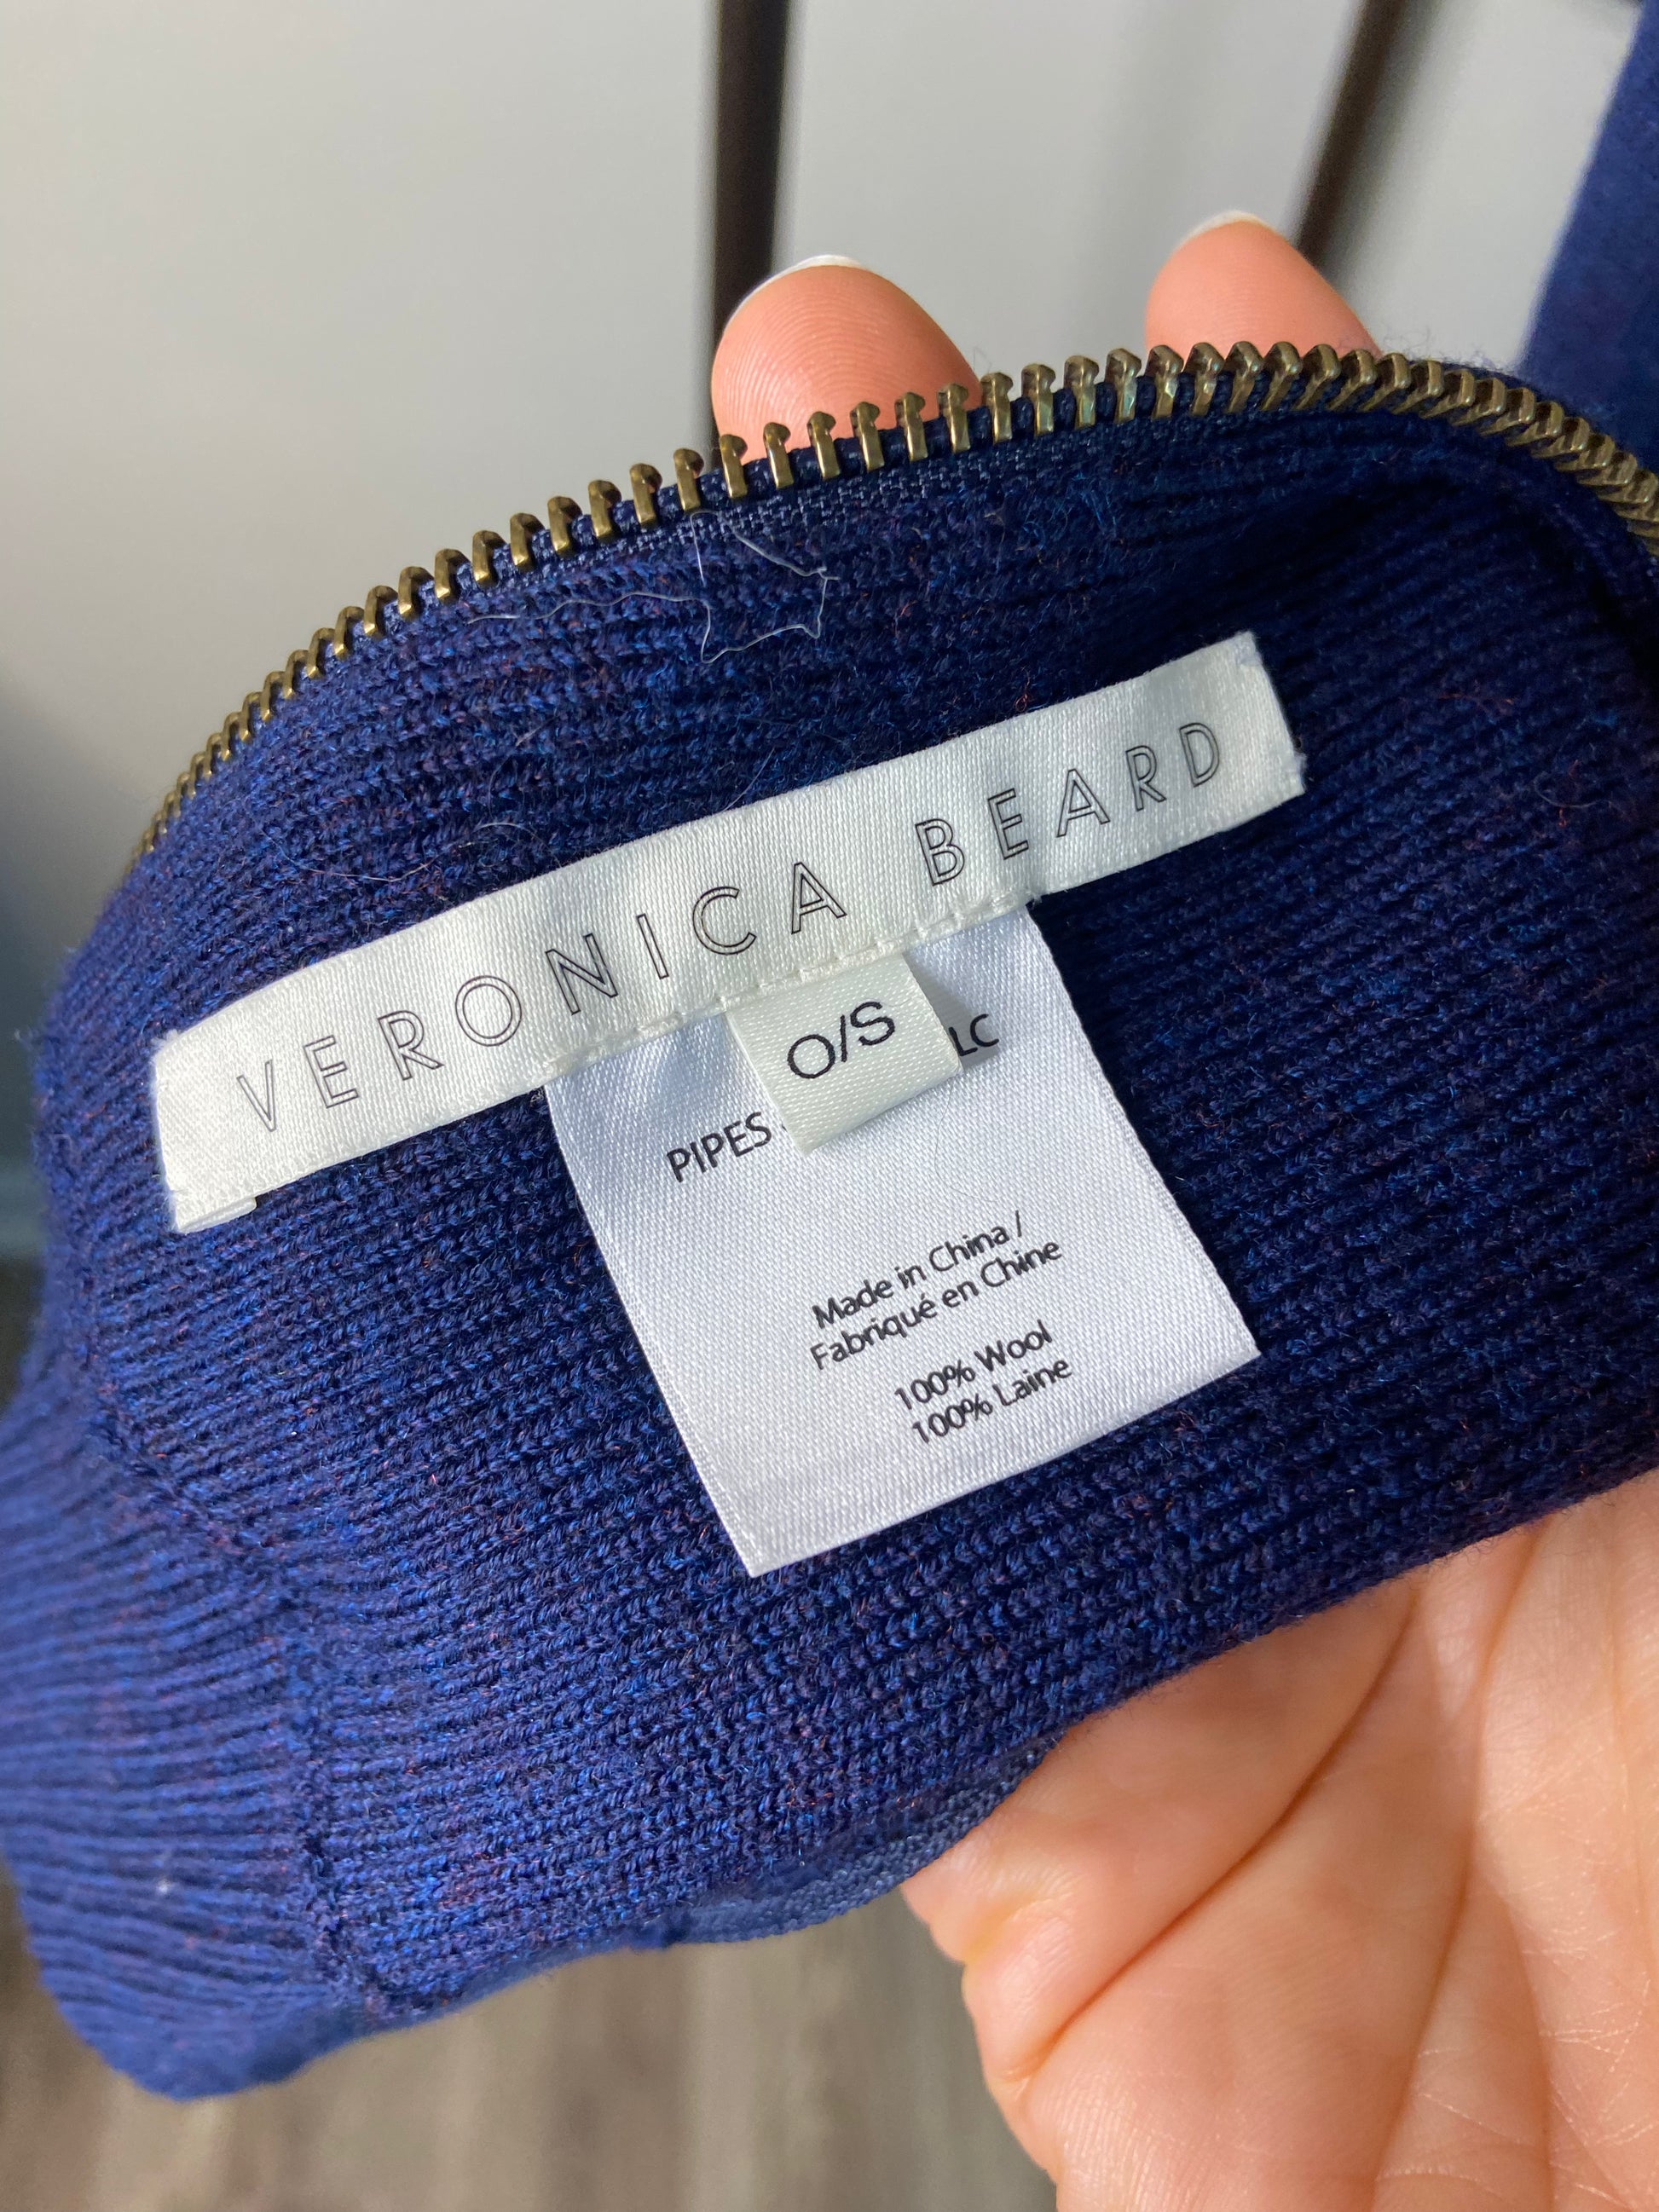 VERONICA BEARD
O/S
LC
PIPES
Made in China /
Fabriqué en Chine
100% Wool
100% Laine